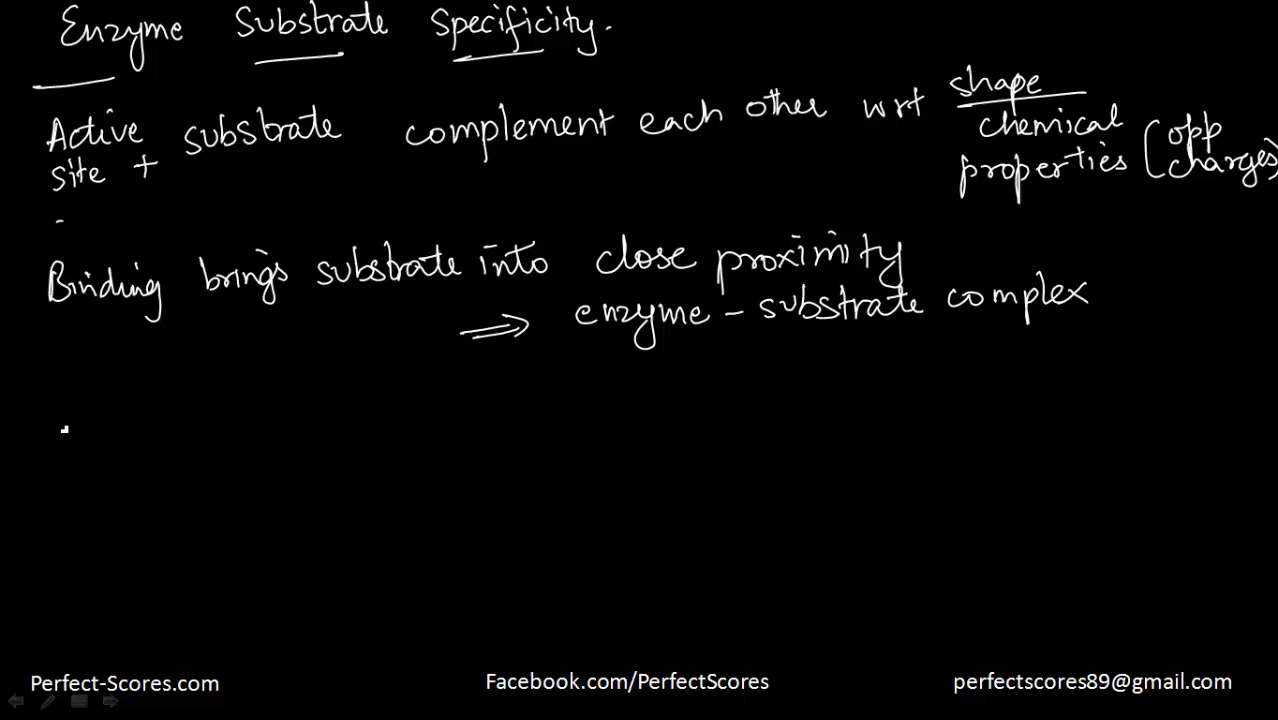 Enzyme Substrate Specificity.
Active substrate complement each other wrt shape
site + chemical
properties (opp charges)
Binding brings substrate into close proximity
⇒ enzyme - substrate complex
Perfect-Scores.com Facebook.com/PerfectScores perfectscores89@gmail.com